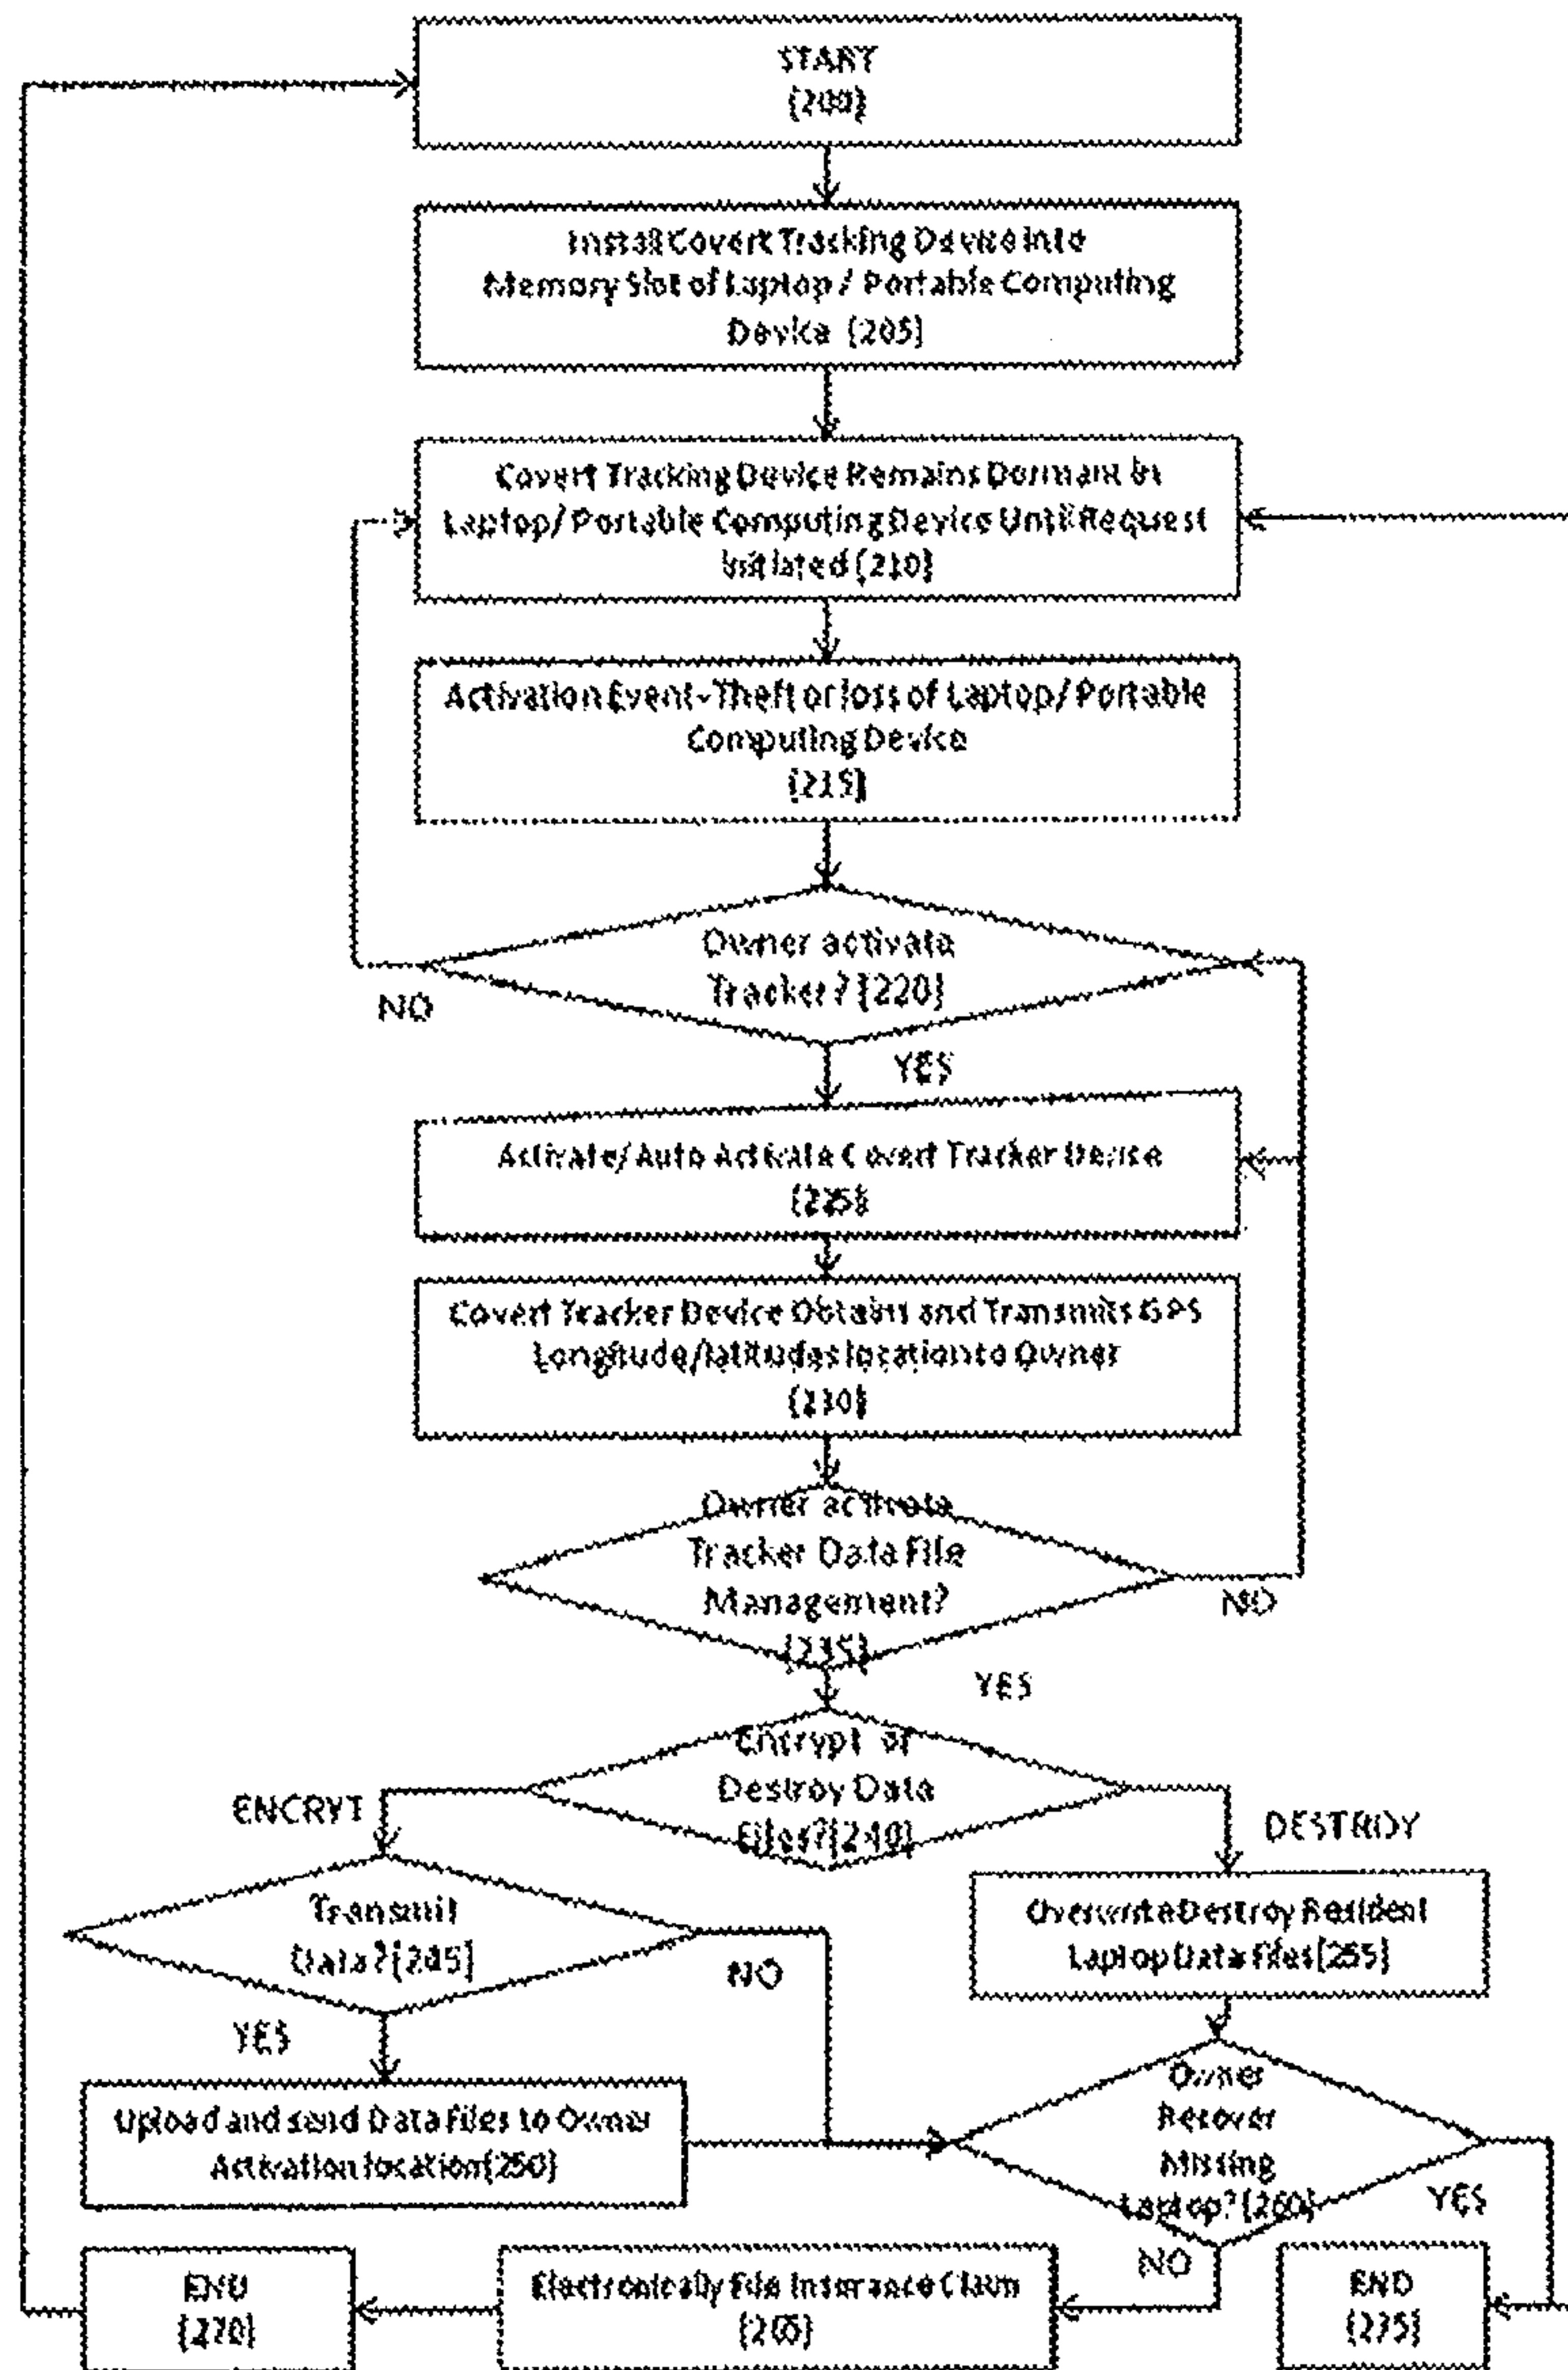 START
(200)
Install Covert Tracking Device into
Memory Slot of Laptop / Portable Computing
Device (205)
Covert Tracking Device Remains Dormant in
Laptop/ Portable Computing Device Until Request
Initiated (210)
Activation Event-Theft or loss of Laptop/ Portable
Computing Device
(215)
Owner activate
Tracker? (220)
NO
YES
Activate/ Auto Activate Covert Tracker Device
(225)
Covert Tracker Device Obtains and Transmits GPS
Longitude/latitudes location to Owner
(230)
Owner activate
Tracker Data File
Management?
(235)
NO
YES
Encrypt or
Destroy Data
Files?(240)
ENCRYT
DESTROY
Transmit
Data?(245)
NO
YES
Overwrite Destroy Resident
Laptop Data Files(255)
Upload and send Data files to Owner
Activation location(250)
Owner
Recover
Missing
Laptop?(260)
YES
NO
END
(270)
Electronically File Insurance Claim
(265)
END
(275)